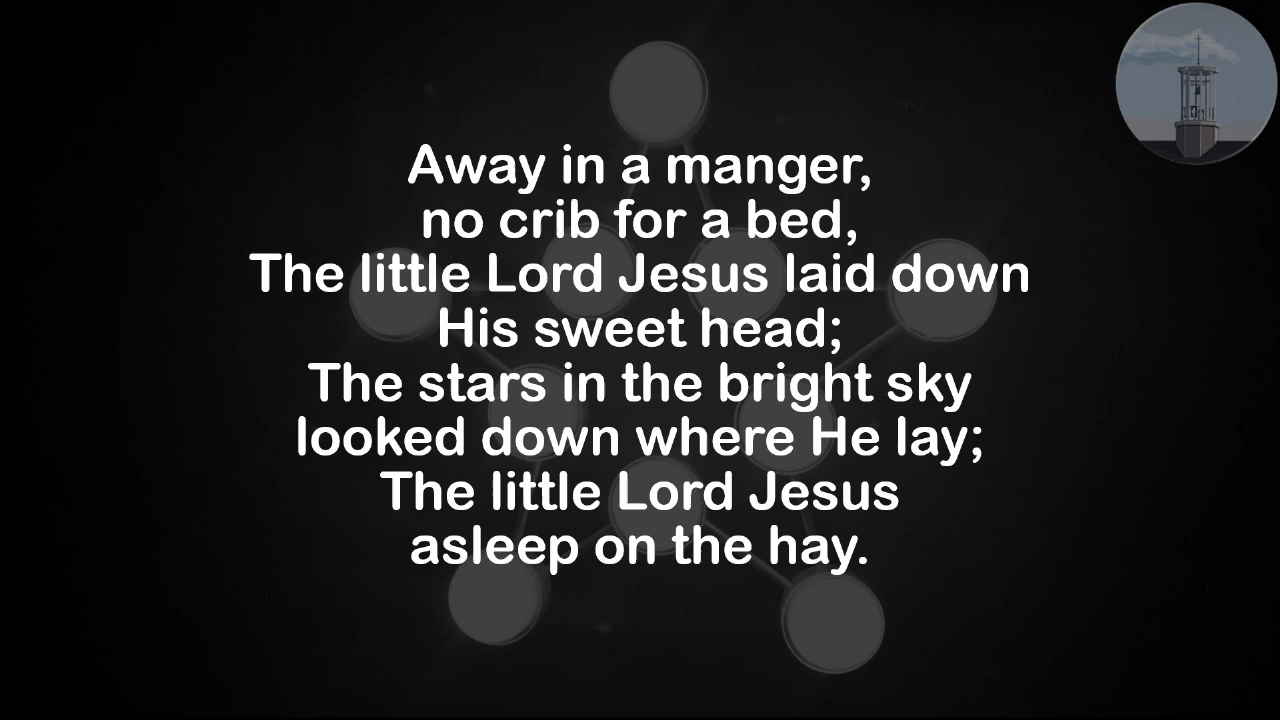 Away in a manger,
no crib for a bed,
The little Lord Jesus laid down
His sweet head;
The stars in the bright sky
looked down where He lay;
The little Lord Jesus
asleep on the hay.